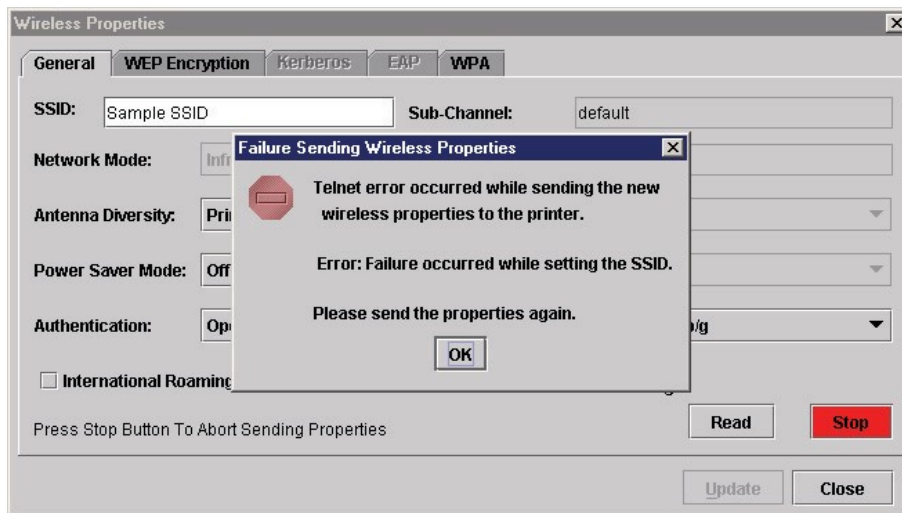 Wireless Properties
General WEP Encryption Kerberos EAP WPA
SSID: Sample SSID Sub-Channel: default
Failure Sending Wireless Properties
Network Mode:
Telnet error occurred while sending the new
wireless properties to the printer.
Antenna Diversity:
Error: Failure occurred while setting the SSID.
Power Saver Mode: Off
Please send the properties again.
Authentication:
OK
International Roaming
Press Stop Button To Abort Sending Properties
Read Stop
Update Close